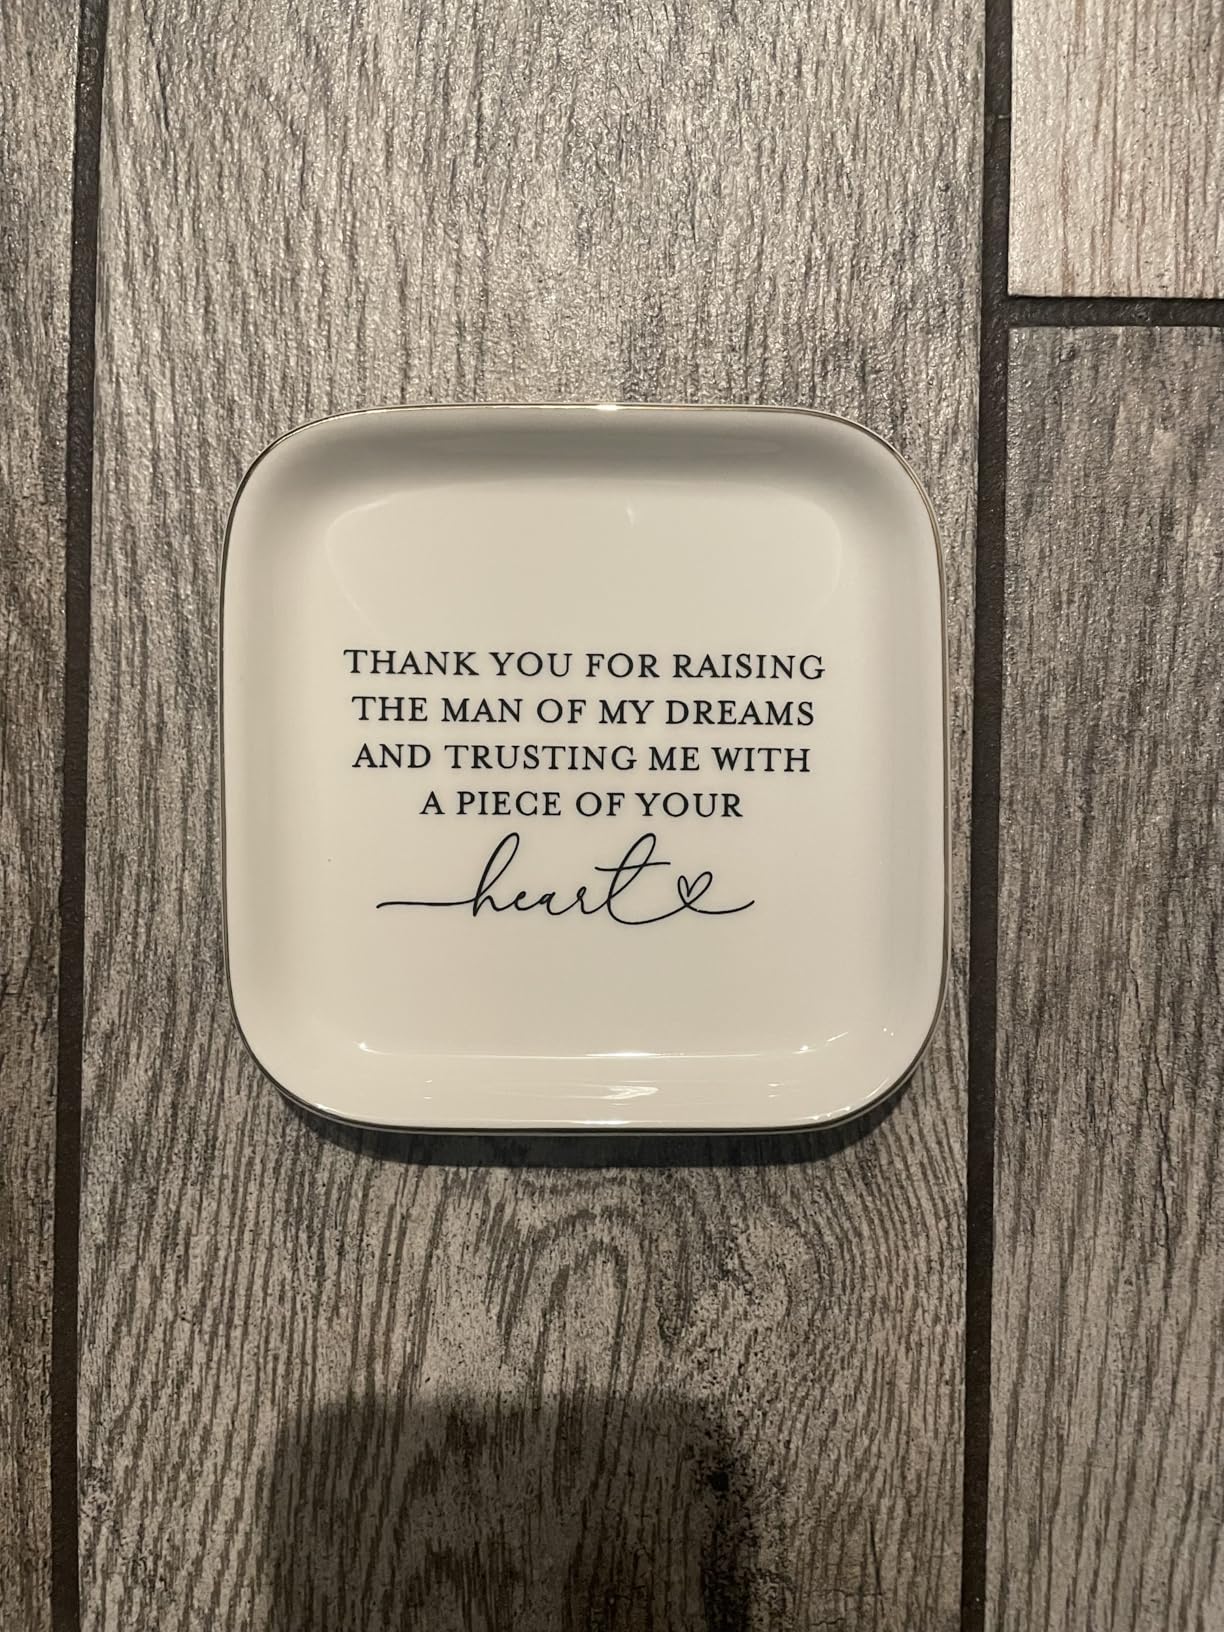 THANK YOU FOR RAISING
THE MAN OF MY DREAMS
AND TRUSTING ME WITH
A PIECE OF YOUR
heart